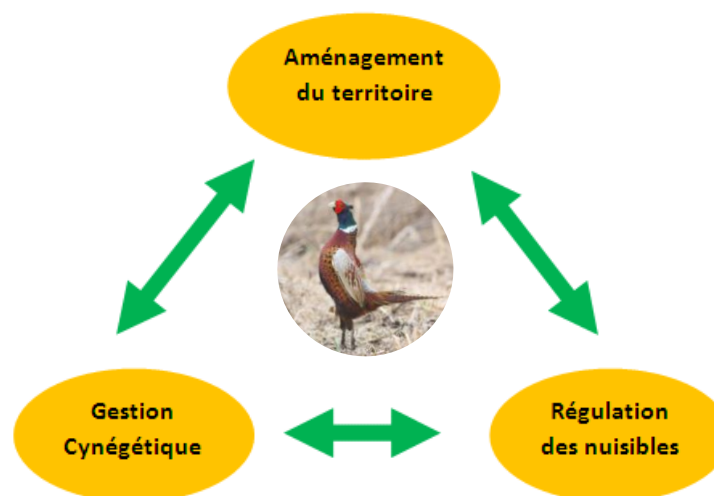 Aménagement
du territoire
Gestion
Cynégétique
Régulation
des nuisibles